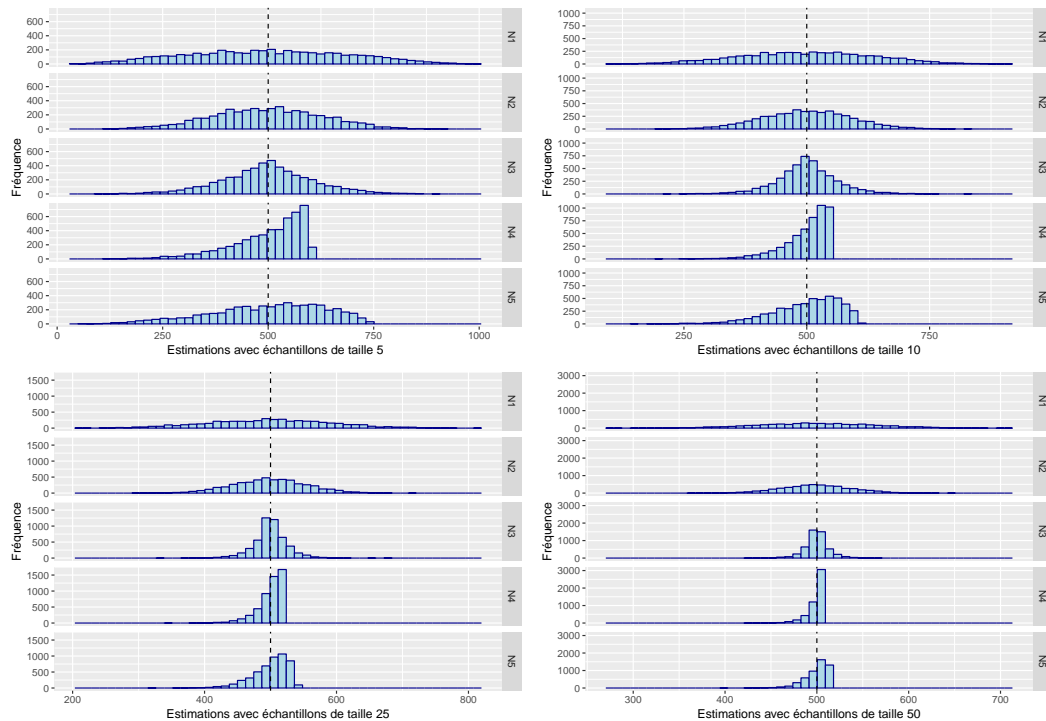 800
600
400
200
0
N1
600
400
200
0
N2
600
400
200
0
N3
600
400
200
0
N4
600
400
200
0
N5
0 250 500 750 1000
Fréquence
Estimations avec échantillons de taille 5
1000
750
500
250
0
N1
1000
750
500
250
0
N2
1000
750
500
250
0
N3
1000
750
500
250
0
N4
1000
750
500
250
0
N5
250 500 750
Fréquence
Estimations avec échantillons de taille 10
1500
1000
500
0
N1
1500
1000
500
0
N2
1500
1000
500
0
N3
1500
1000
500
0
N4
1500
1000
500
0
N5
200 400 600 800
Fréquence
Estimations avec échantillons de taille 25
3000
2000
1000
0
N1
3000
2000
1000
0
N2
3000
2000
1000
0
N3
3000
2000
1000
0
N4
3000
2000
1000
0
N5
300 400 500 600 700
Fréquence
Estimations avec échantillons de taille 50